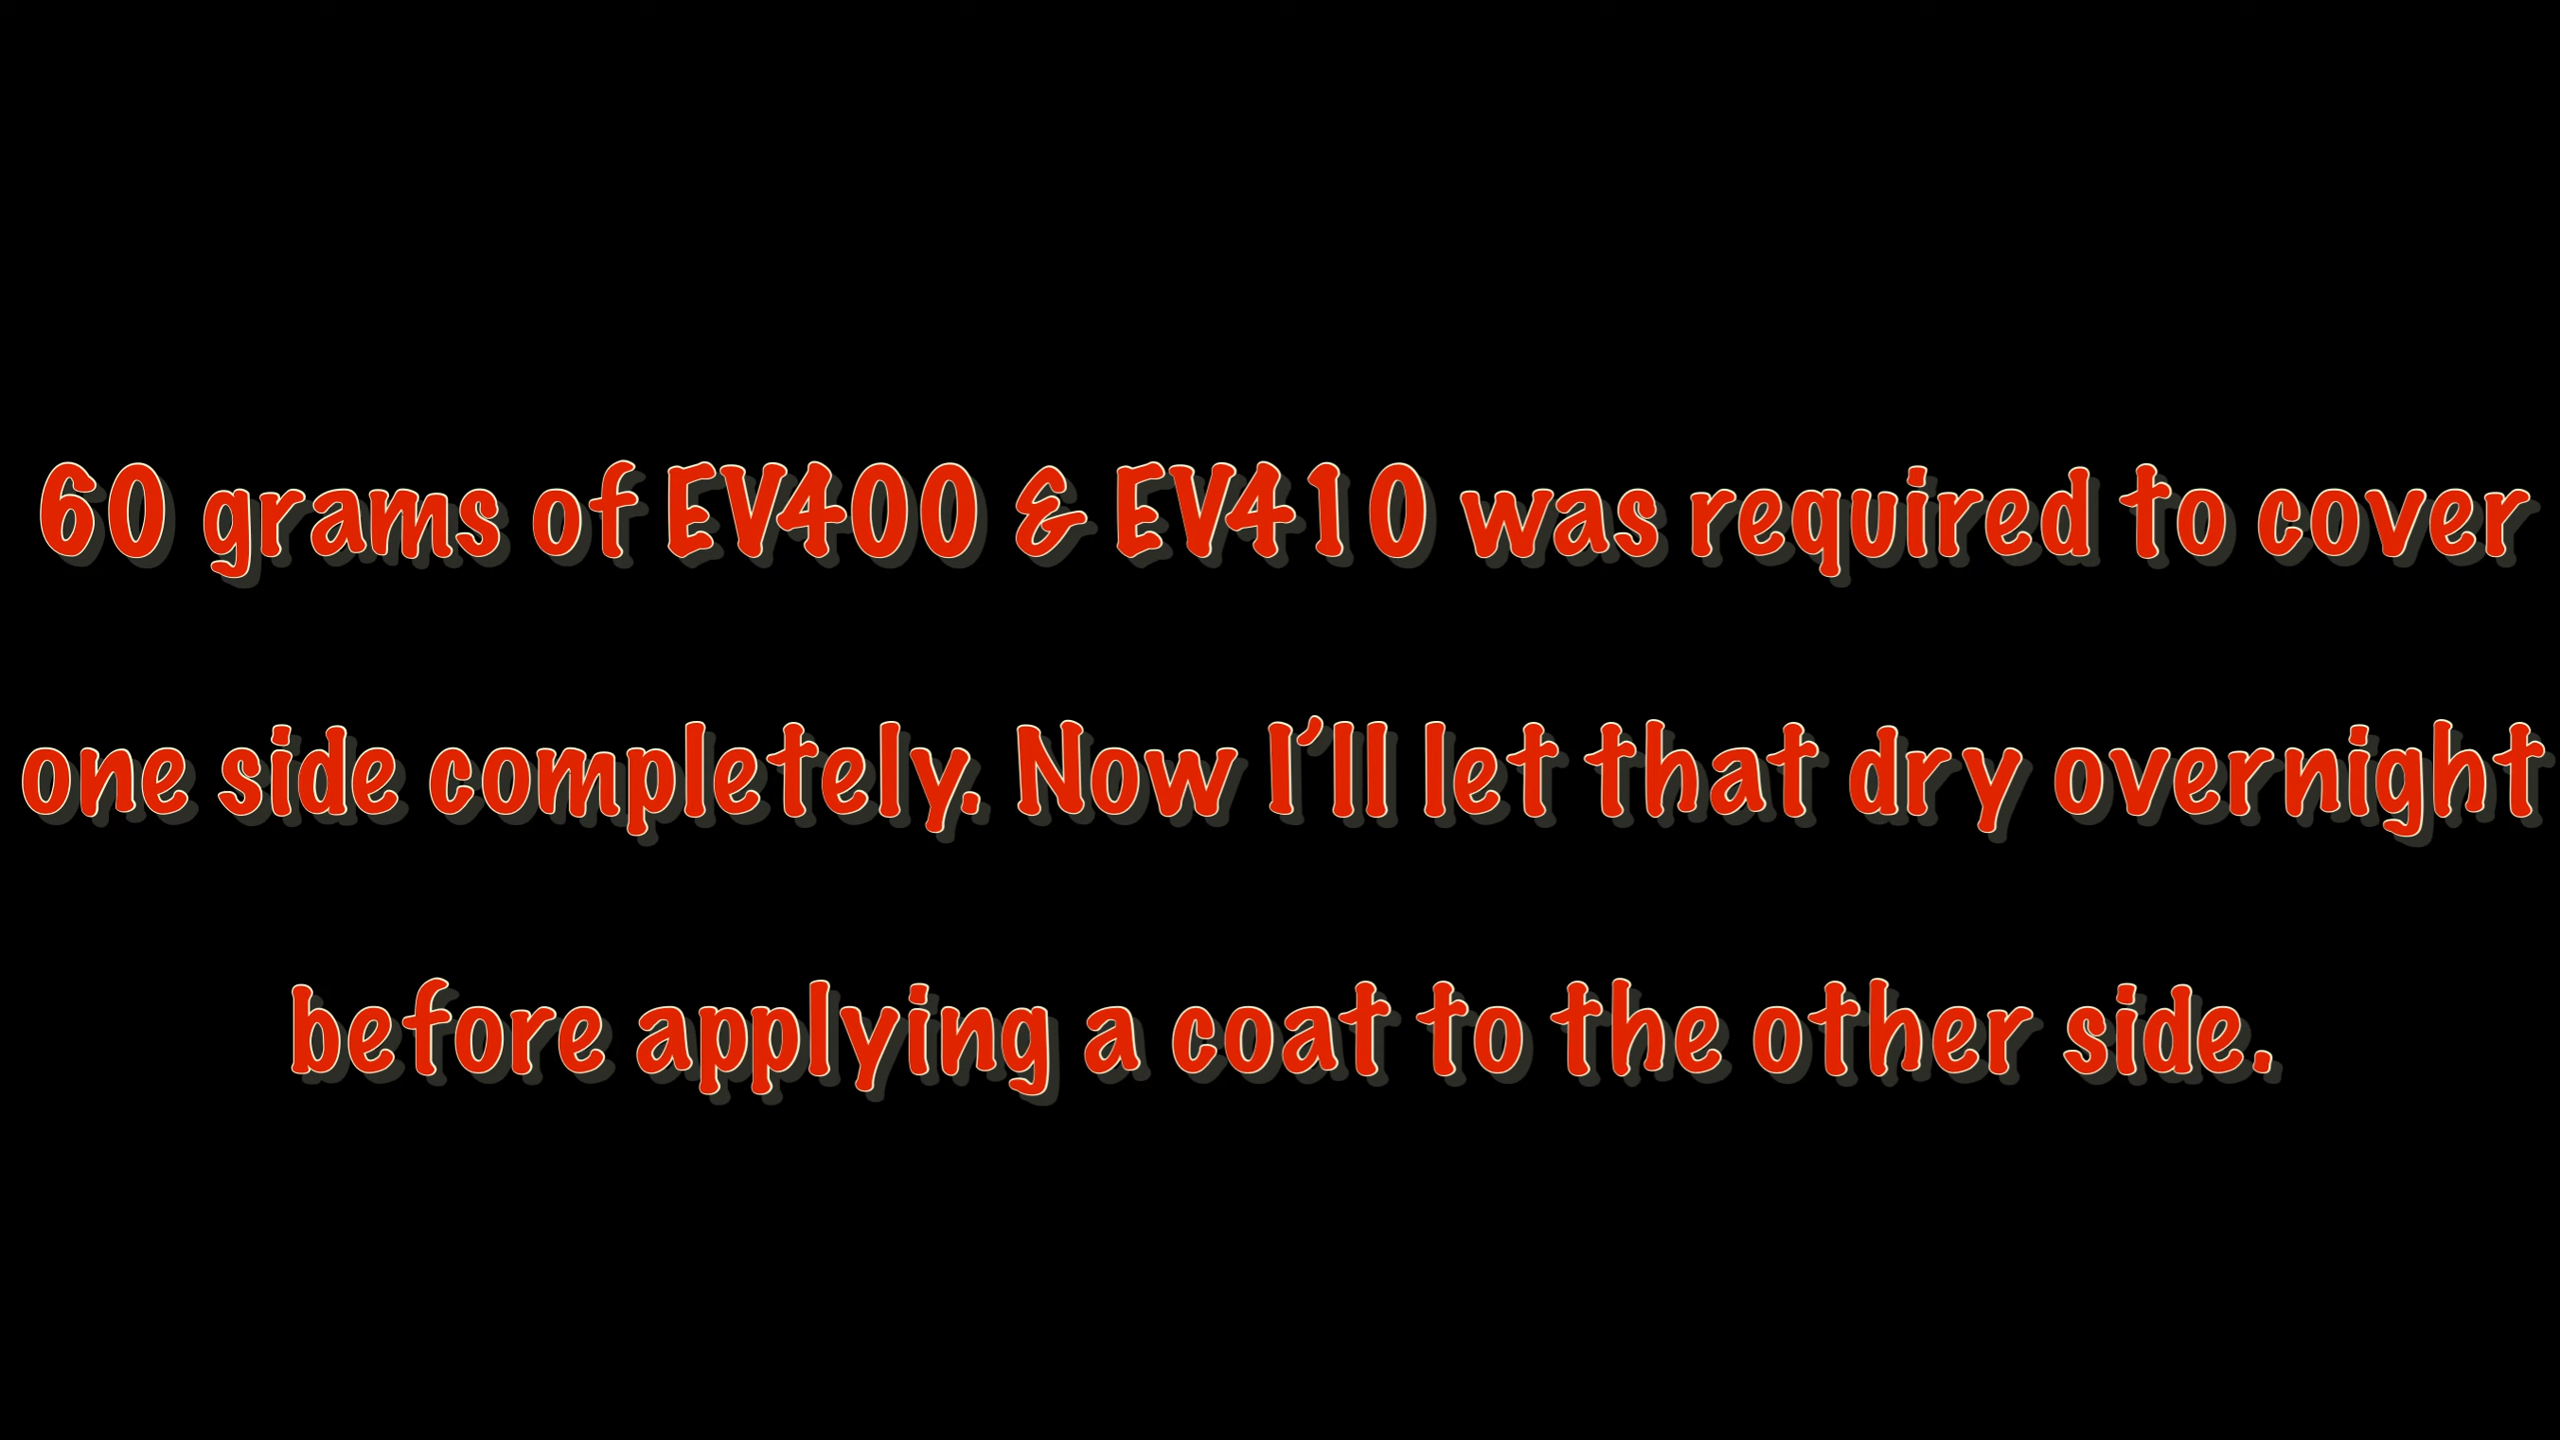 60 grams of EV400 & EV410 was required to cover
one side completely. Now I’ll let that dry overnight
before applying a coat to the other side.